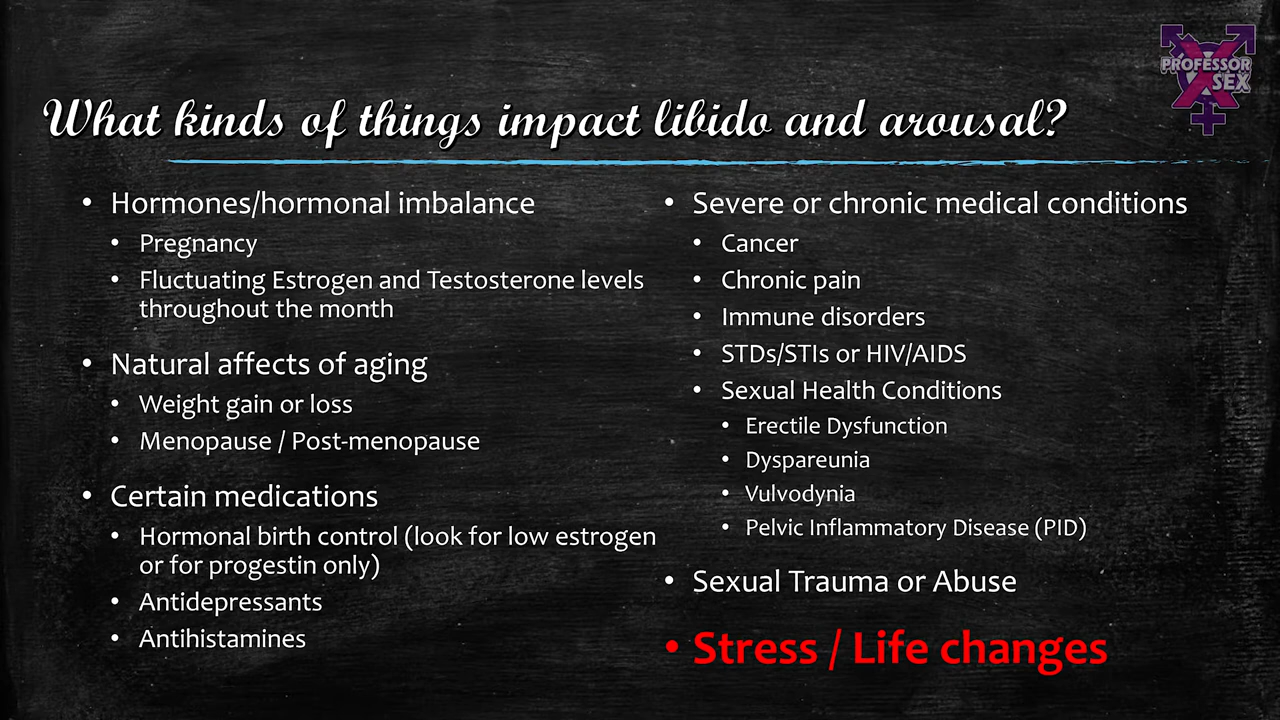 PROFESSOR
SEX
What kinds of things impact libido and arousal?
• Hormones/hormonal imbalance
• Pregnancy
• Fluctuating Estrogen and Testosterone levels
throughout the month
• Natural affects of aging
• Weight gain or loss
• Menopause / Post-menopause
• Certain medications
• Hormonal birth control (look for low estrogen
or for progestin only)
• Antidepressants
• Antihistamines
• Severe or chronic medical conditions
• Cancer
• Chronic pain
• Immune disorders
• STDs/STIs or HIV/AIDS
• Sexual Health Conditions
• Erectile Dysfunction
• Dyspareunia
• Vulvodynia
• Pelvic Inflammatory Disease (PID)
• Sexual Trauma or Abuse
• Stress / Life changes